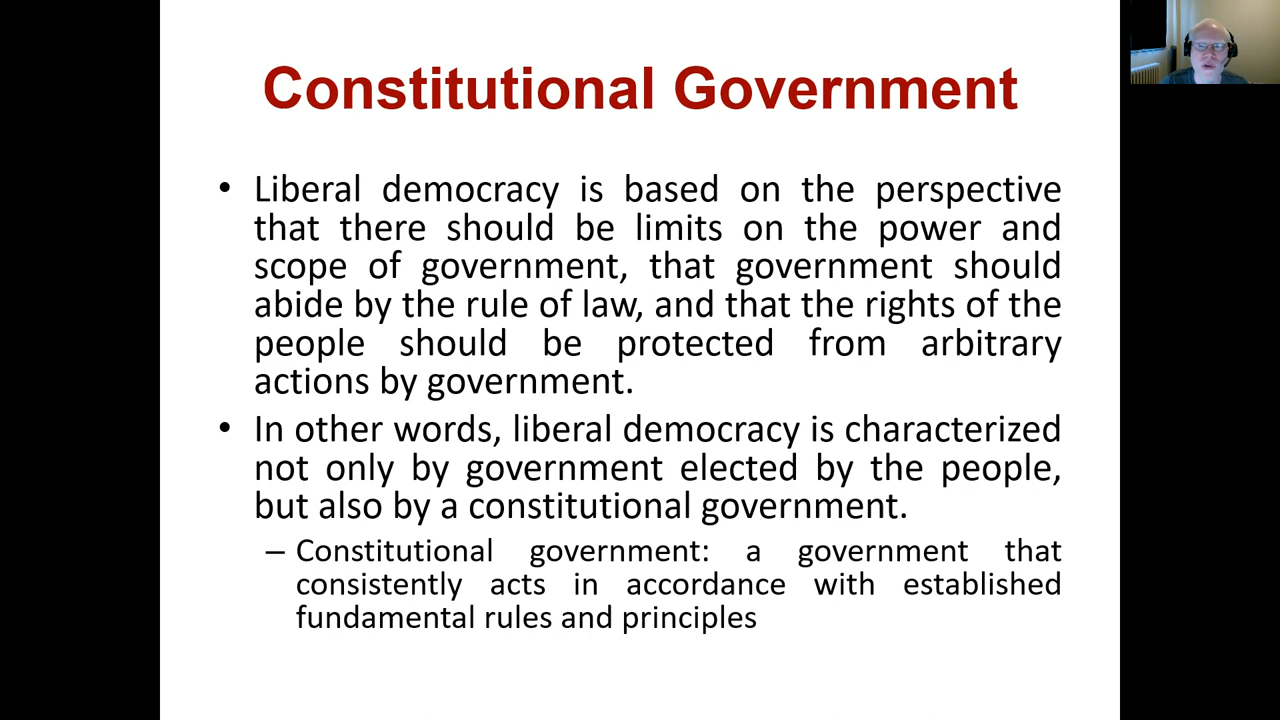 Constitutional Government
• Liberal democracy is based on the perspective
that there should be limits on the power and
scope of government, that government should
abide by the rule of law, and that the rights of the
people should be protected from arbitrary
actions by government.
• In other words, liberal democracy is characterized
not only by government elected by the people,
but also by a constitutional government.
– Constitutional government: a government that
consistently acts in accordance with established
fundamental rules and principles